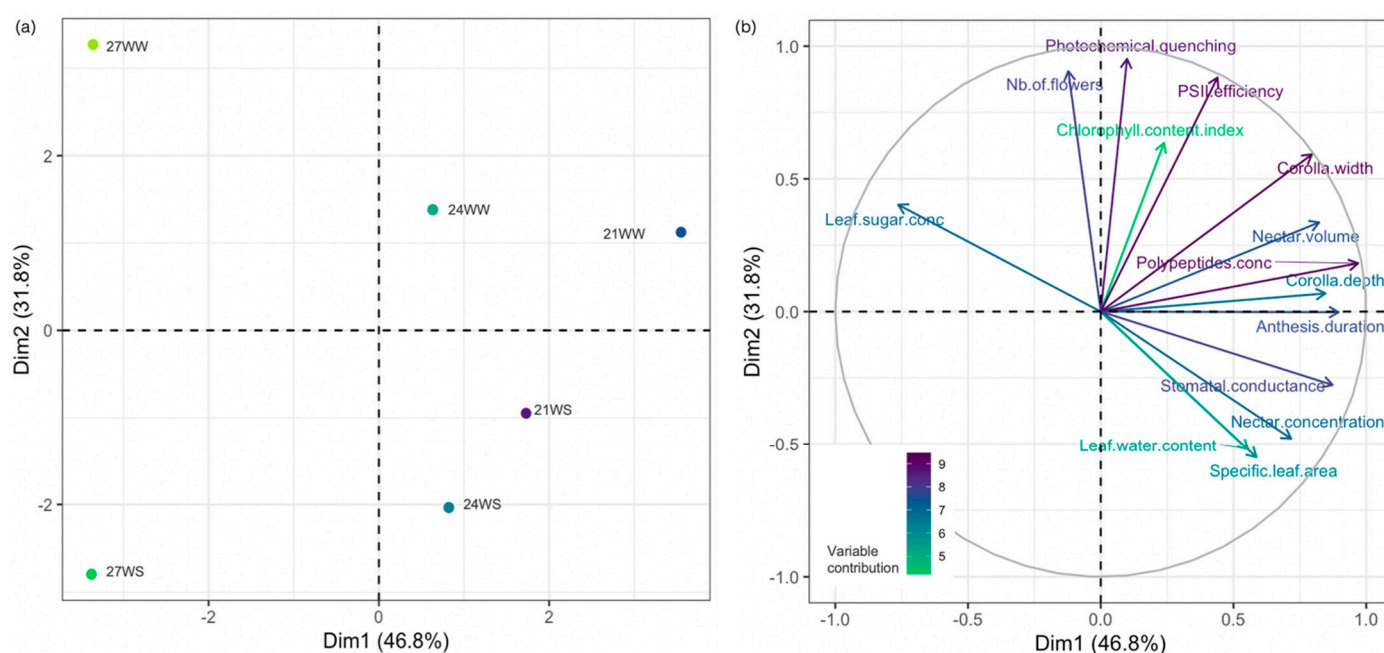 (a)
27WW
24WW
21WW
21WS
24WS
27WS
2
0
-2
-2
0
2
Dim2 (31.8%)
Dim1 (46.8%)
(b)
Photochemical.quenching
Nb.of.flowers
PSII.efficiency
Chlorophyll.content.index
Corolla.width
Leaf.sugar.conc
Nectar.volume
Polypeptides.conc
Corolla.depth
Anthesis.duration
Stomatal.conductance
Nectar.concentration
Leaf.water.content
Specific.leaf.area
9
8
7
6
5
Variable
contribution
1.0
0.5
0.0
-0.5
-1.0
-1.0
-0.5
0.0
0.5
1.0
Dim2 (31.8%)
Dim1 (46.8%)